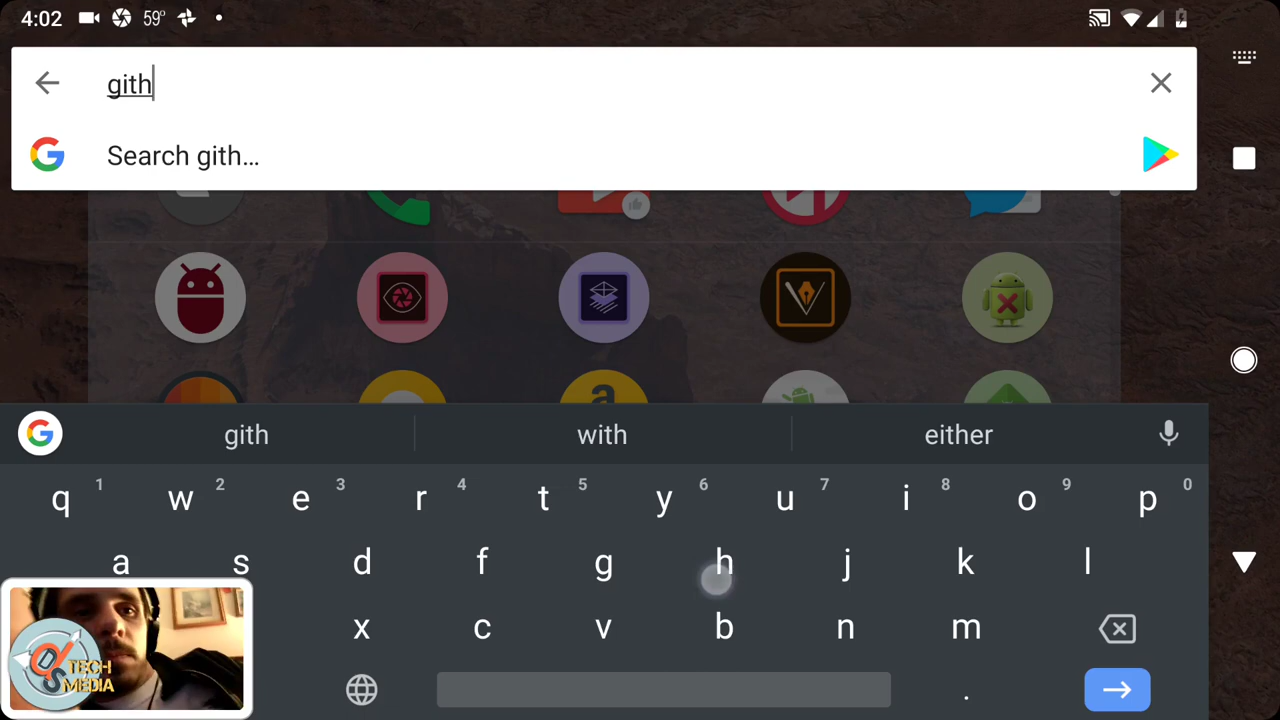 4:02 59°
gith
Search gith...
gith with either
q 1 w 2 e 3 r 4 t 5 y 6 u 7 i 8 o 9 p 0
a s d f g h j k l
x c v b n m
.
DS TECH
MEDIA